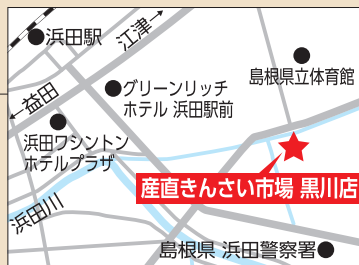 浜田駅
江津→
島根県立体育館
グリーンリッチ
ホテル 浜田駅前
←益田
浜田ワシントン
ホテルプラザ
産直きんさい市場 黒川店
浜田川
島根県 浜田警察署